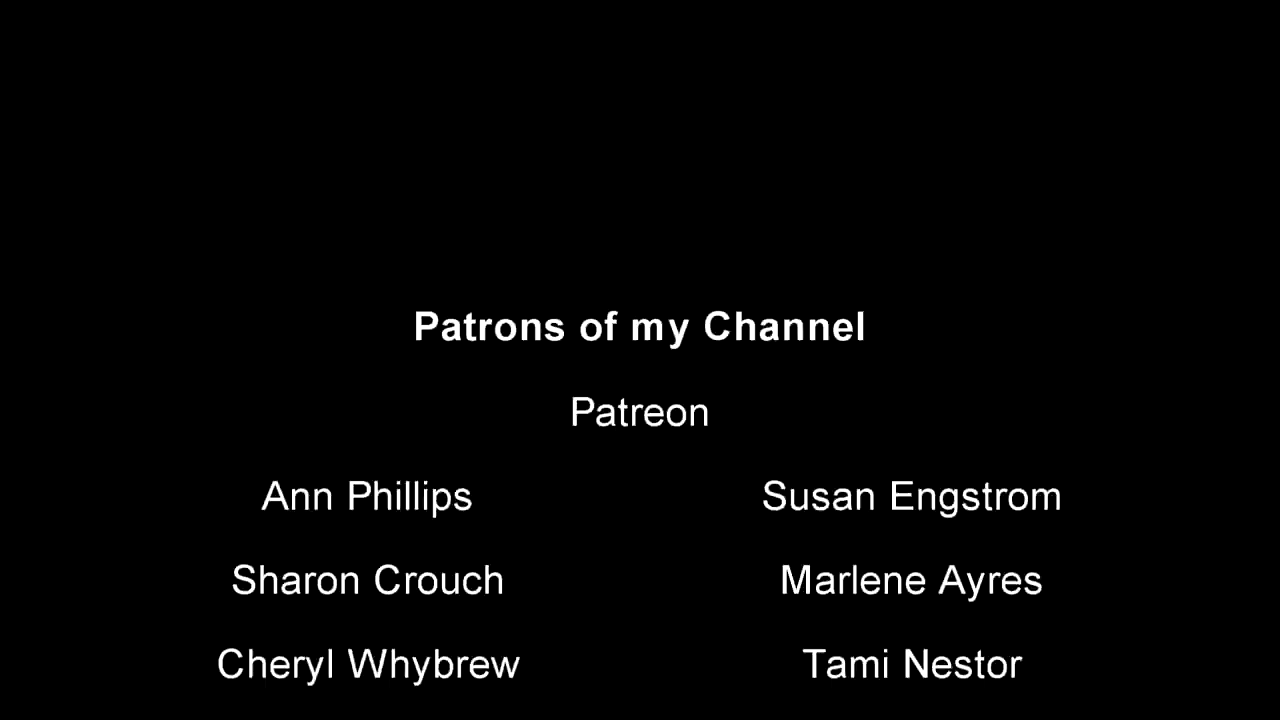 Patrons of my Channel
Patreon
Ann Phillips Susan Engstrom
Sharon Crouch Marlene Ayres
Cheryl Whybrew Tami Nestor